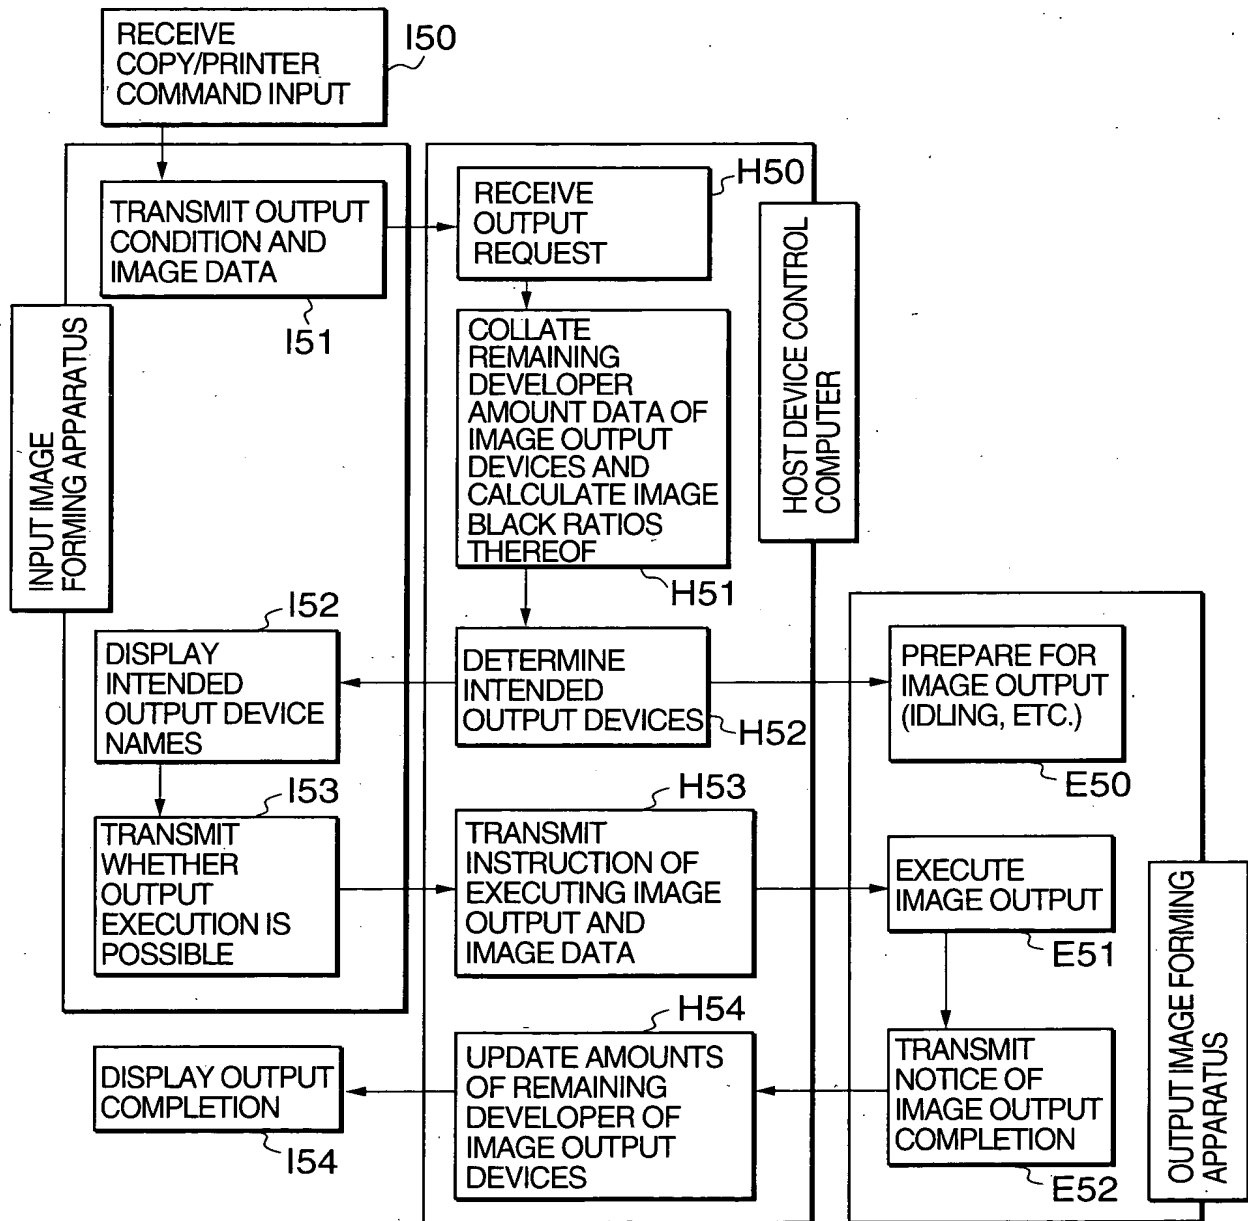 RECEIVE
COPY/PRINTER
COMMAND INPUT
I50
TRANSMIT OUTPUT
CONDITION AND
IMAGE DATA
I51
INPUT IMAGE
FORMING APPARATUS
RECEIVE
OUTPUT
REQUEST
H50
HOST DEVICE CONTROL
COMPUTER
COLLATE
REMAINING
DEVELOPER
AMOUNT DATA OF
IMAGE OUTPUT
DEVICES AND
CALCULATE IMAGE
BLACK RATIOS
THEREOF
H51
I52
DISPLAY
INTENDED
OUTPUT DEVICE
NAMES
DETERMINE
INTENDED
OUTPUT DEVICES
H52
PREPARE FOR
IMAGE OUTPUT
(IDLING, ETC.)
E50
I53
TRANSMIT
WHETHER
OUTPUT
EXECUTION IS
POSSIBLE
H53
TRANSMIT
INSTRUCTION OF
EXECUTING IMAGE
OUTPUT AND
IMAGE DATA
EXECUTE
IMAGE OUTPUT
E51
OUTPUT IMAGE FORMING
APPARATUS
DISPLAY OUTPUT
COMPLETION
I54
H54
UPDATE AMOUNTS
OF REMAINING
DEVELOPER OF
IMAGE OUTPUT
DEVICES
TRANSMIT
NOTICE OF
IMAGE OUTPUT
COMPLETION
E52